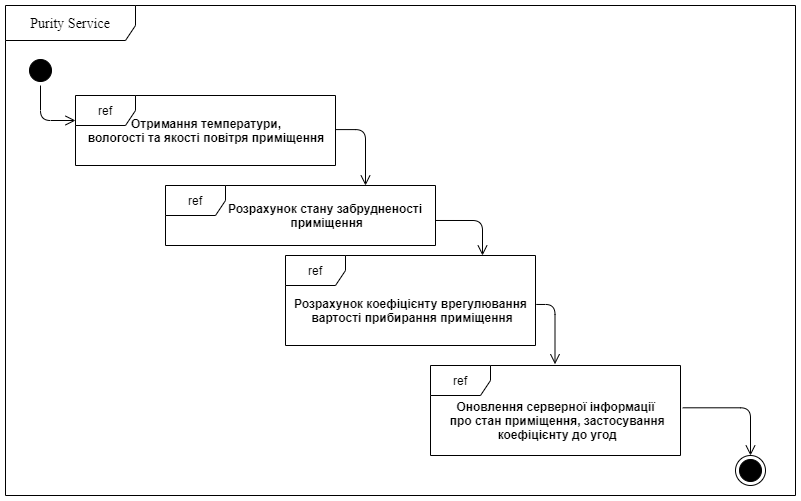 Purity Service
ref
Отримання температури,
вологості та якості повітря приміщення
ref
Розрахунок стану забрудненості
приміщення
ref
Розрахунок коефіцієнту врегулювання
вартості прибирання приміщення
ref
Оновлення серверної інформації
про стан приміщення, застосування
коефіцієнту до угод